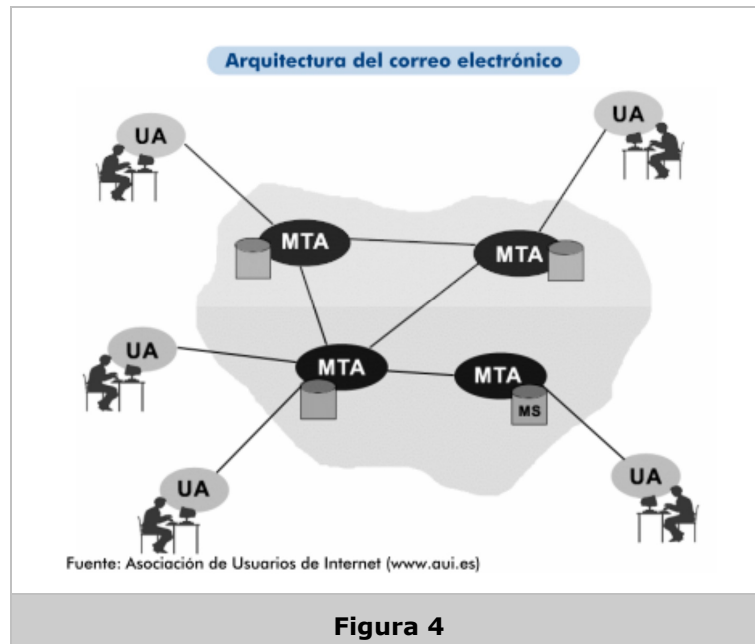 Arquitectura del correo electrónico
UA
UA
MTA
MTA
UA
MTA
MTA
MS
UA
UA
Fuente: Asociación de Usuarios de Internet (www.aui.es)
Figura 4